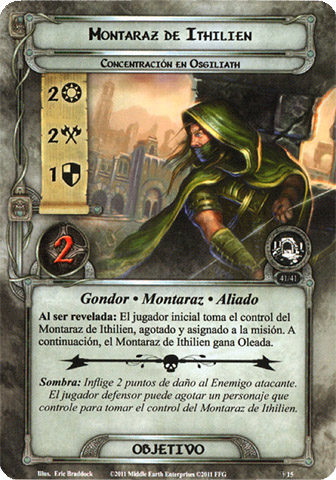 Montaraz de Ithilien
Concentración en Osgiliath
2
2
1
2
41/41
Gondor • Montaraz • Aliado
Al ser revelada: El jugador inicial toma el control del
Montaraz de Ithilien, agotado y asignado a la misión. A
continuación, el Montaraz de Ithilien gana Oleada.
Sombra: Inflige 2 puntos de daño al Enemigo atacante.
El jugador defensor puede agotar un personaje que
controle para tomar el control del Montaraz de Ithilien.
OBJETIVO
Illus. Eric Braddock
©2011 Middle Earth Enterprises ©2011 FFG
15